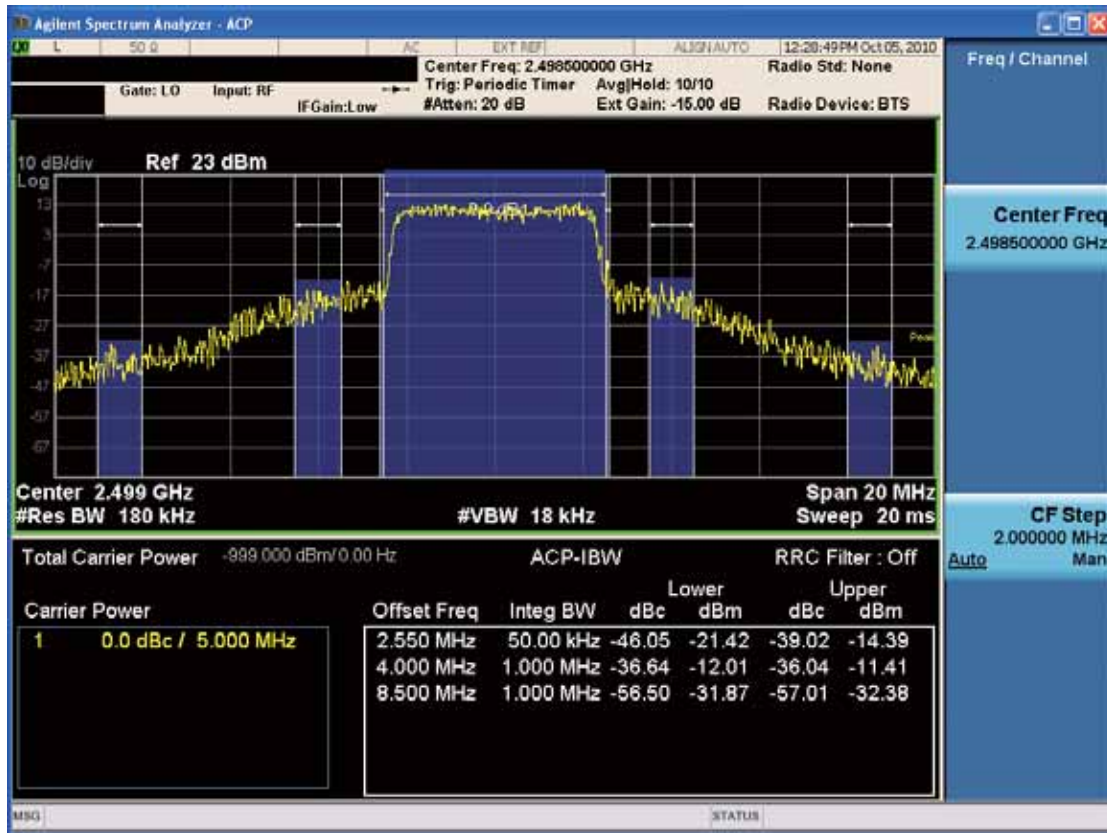 Agilent Spectrum Analyzer - ACP
L 50 Ω AC EXT REF ALIGN AUTO 12:28:49 PM Oct 05, 2010
Center Freq: 2.498500000 GHz Radio Std: None
Gate: LO Input: RF Trig: Periodic Timer Avg|Hold: 10/10
IFGain:Low #Atten: 20 dB Ext Gain: -15.00 dB Radio Device: BTS
10 dB/div Ref 23 dBm
Log
13
3
-7
-17
-27
-37
-47
-57
-67
Peak
Center 2.499 GHz Span 20 MHz
#Res BW 180 kHz #VBW 18 kHz Sweep 20 ms
Total Carrier Power -999.000 dBm/ 0.00 Hz ACP-IBW RRC Filter : Off
Lower Upper
Carrier Power Offset Freq Integ BW dBc dBm dBc dBm
1 0.0 dBc / 5.000 MHz
2.550 MHz 50.00 kHz -46.05 -21.42 -39.02 -14.39
4.000 MHz 1.000 MHz -36.64 -12.01 -36.04 -11.41
8.500 MHz 1.000 MHz -56.50 -31.87 -57.01 -32.38
MSG STATUS
Freq / Channel
Center Freq
2.498500000 GHz
CF Step
2.000000 MHz
Auto Man